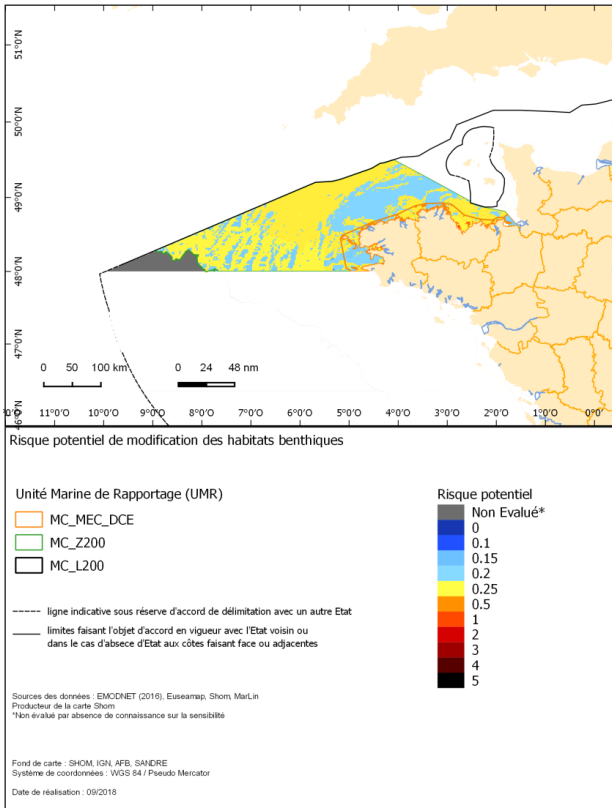 51°0'N
50°0'N
49°0'N
48°0'N
47°0'N
46°0'N
0 50 100 km
0 24 48 nm
11°0'O 10°0'O 9°0'O 8°0'O 7°0'O 6°0'O 5°0'O 4°0'O 3°0'O 2°0'O 1°0'O 0°0'O
Risque potentiel de modification des habitats benthiques
Unité Marine de Rapportage (UMR)
MC_MEC_DCE
MC_Z200
MC_L200
ligne indicative sous réserve d'accord de délimitation avec un autre Etat
limites faisant l'objet d'accord en vigueur avec l'Etat voisin ou
dans le cas d'absece d'Etat aux côtes faisant face ou adjacentes
Risque potentiel
Non Evalué*
0
0.1
0.15
0.2
0.25
0.5
1
2
3
4
5
Sources des données : EMODNET (2016), Euseamap, Shom, MarLin
Producteur de la carte Shom
*Non évalué par absence de connaissance sur la sensibilité
Fond de carte : SHOM, IGN, AFB, SANDRE
Système de coordonnées : WGS 84 / Pseudo Mercator
Date de réalisation : 09/2018